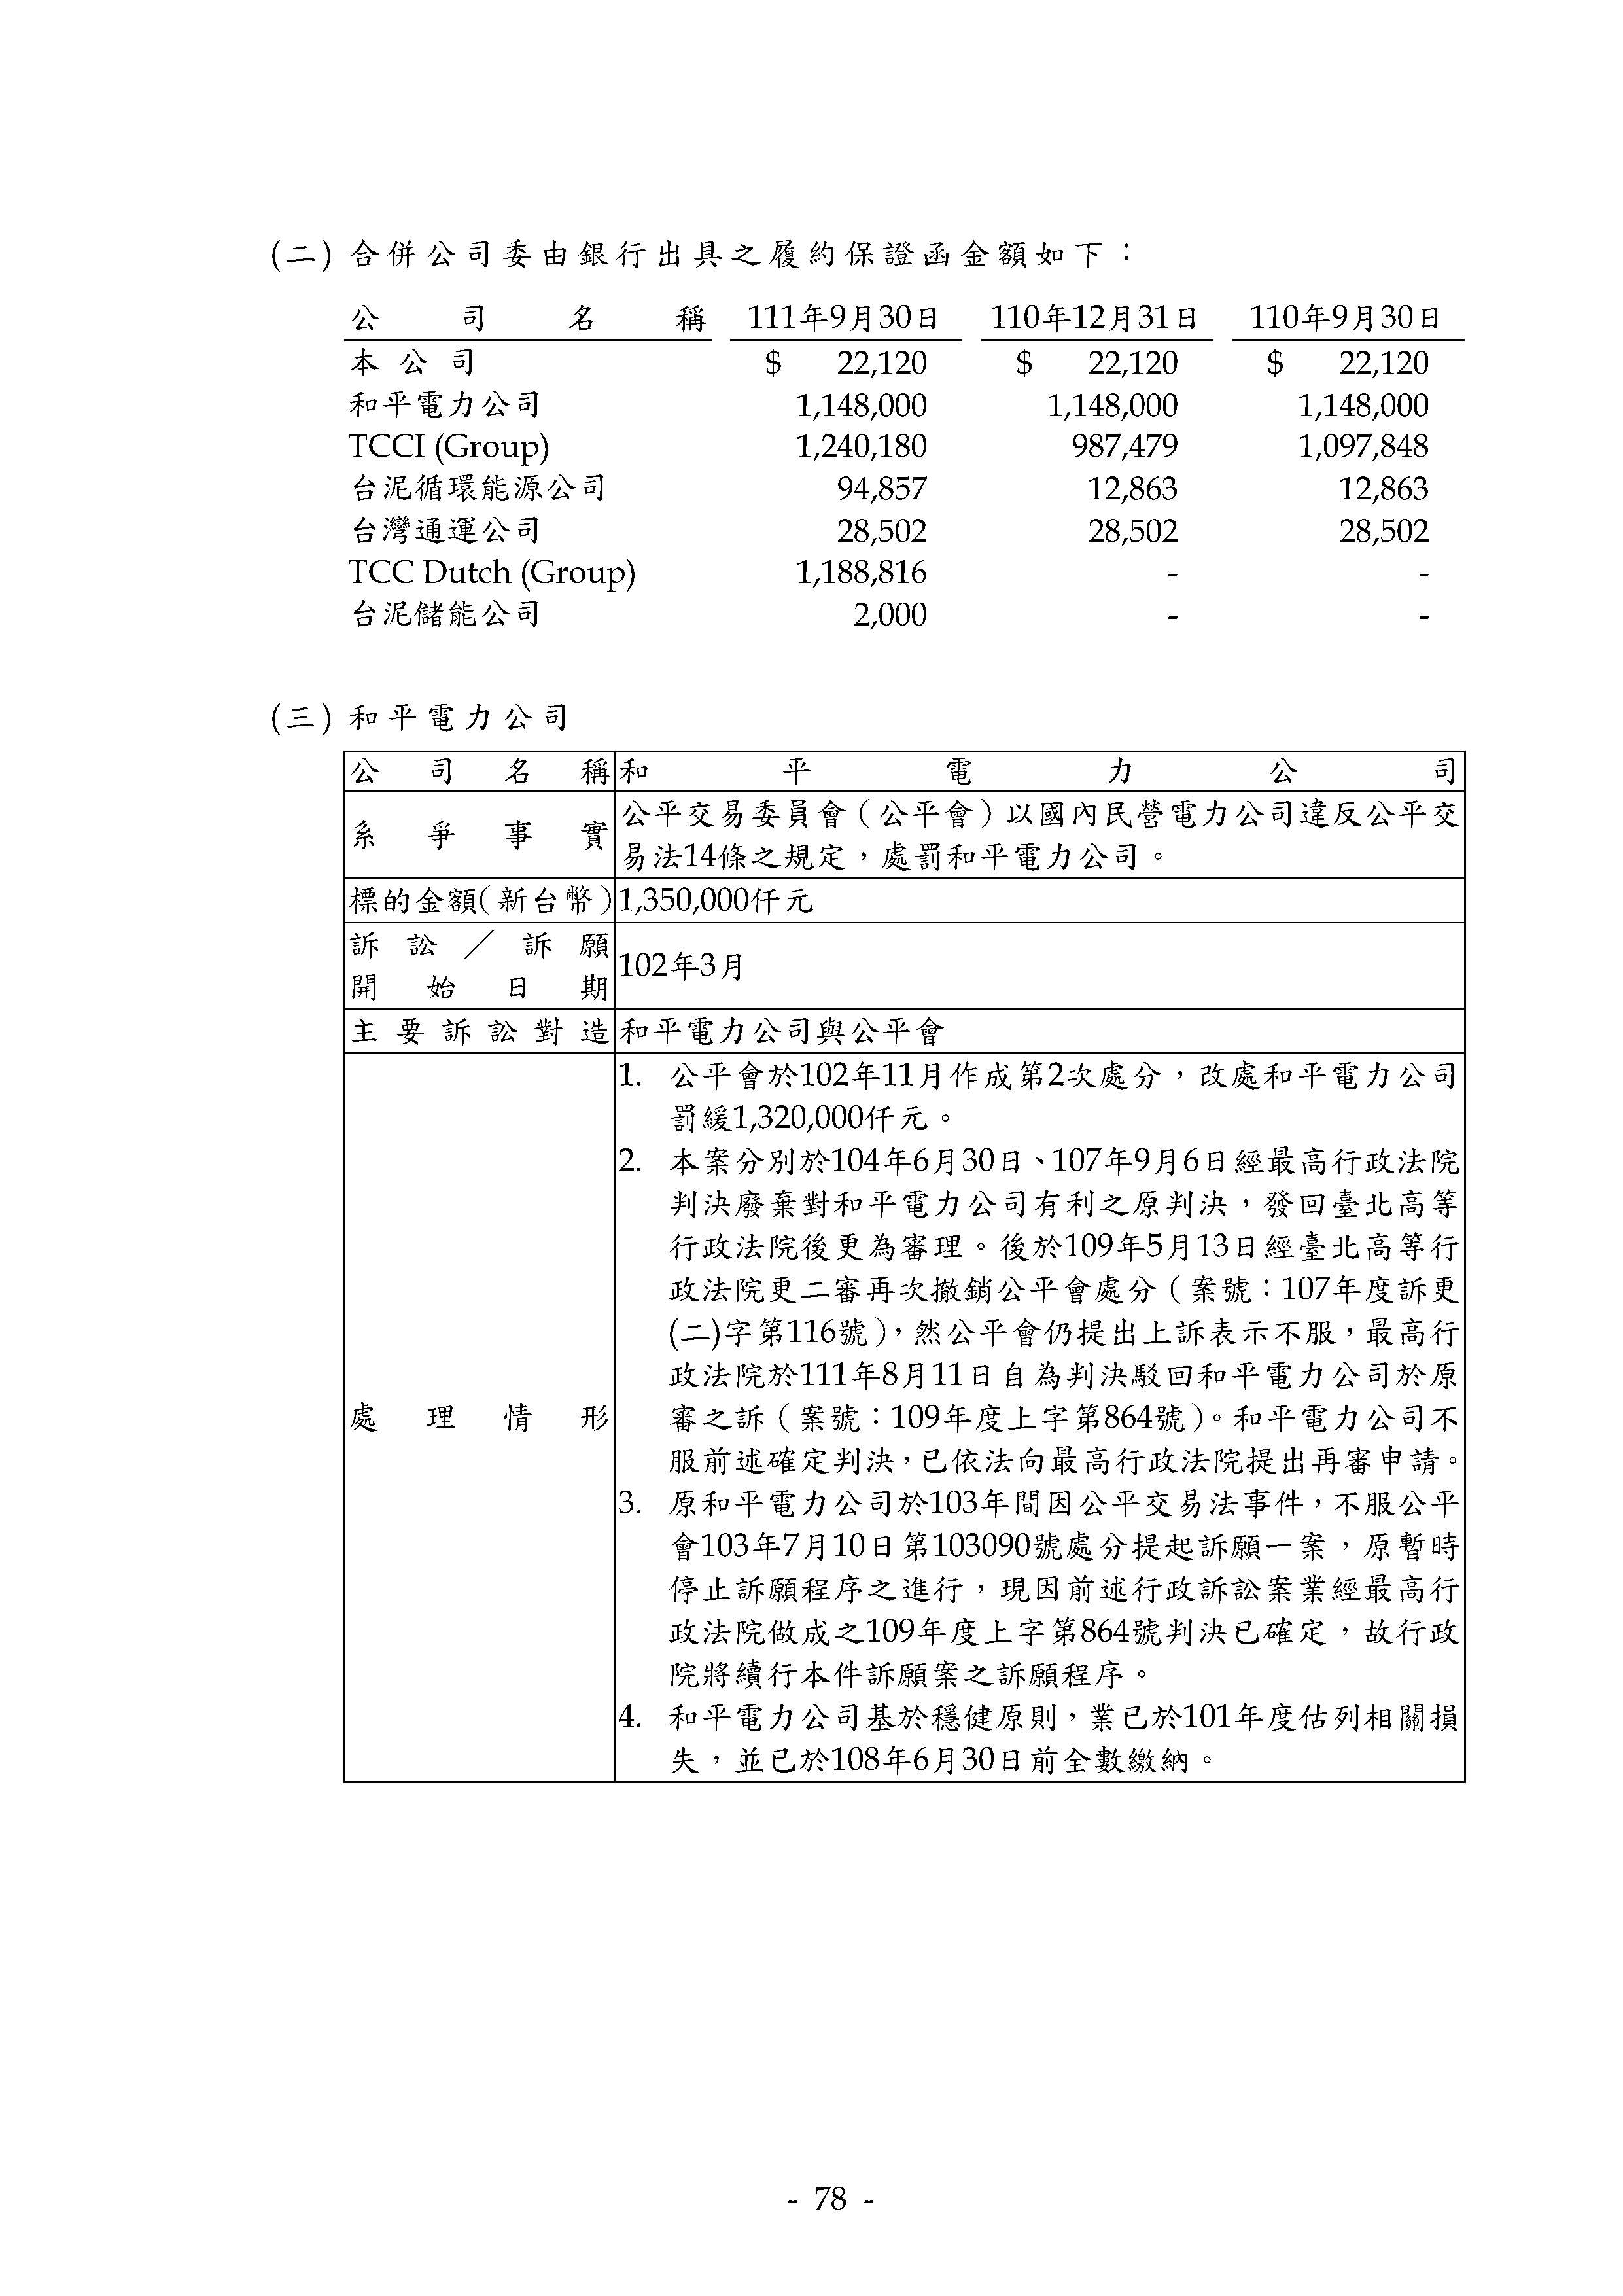 (二) 合併公司委由銀行出具之履約保證函金額如下：
公司名稱 111年9月30日 110年12月31日 110年9月30日
本公司 $ 22,120 $ 22,120 $ 22,120
和平電力公司 1,148,000 1,148,000 1,148,000
TCCI (Group) 1,240,180 987,479 1,097,848
台泥循環能源公司 94,857 12,863 12,863
台灣通運公司 28,502 28,502 28,502
TCC Dutch (Group) 1,188,816 - -
台泥儲能公司 2,000 - -
(三) 和平電力公司
公司名稱 和平電力公司
系爭事實 公平交易委員會（公平會）以國內民營電力公司違反公平交
易法14條之規定，處罰和平電力公司。
標的金額（新台幣） 1,350,000仟元
訴訟／訴願
開始日期 102年3月
主要訴訟對造 和平電力公司與公平會
處理情形
1. 公平會於102年11月作成第2次處分，改處和平電力公司
罰緩1,320,000仟元。
2. 本案分別於104年6月30日、107年9月6日經最高行政法院
判決廢棄對和平電力公司有利之原判決，發回臺北高等
行政法院後更為審理。後於109年5月13日經臺北高等行
政法院更二審再次撤銷公平會處分（案號：107年度訴更
(二)字第116號），然公平會仍提出上訴表示不服，最高行
政法院於111年8月11日自為判決駁回和平電力公司於原
審之訴（案號：109年度上字第864號）。和平電力公司不
服前述確定判決，已依法向最高行政法院提出再審申請。
3. 原和平電力公司於103年間因公平交易法事件，不服公平
會103年7月10日第103090號處分提起訴願一案，原暫時
停止訴願程序之進行，現因前述行政訴訟案業經最高行
政法院做成之109年度上字第864號判決已確定，故行政
院將續行本件訴願案之訴願程序。
4. 和平電力公司基於穩健原則，業已於101年度估列相關損
失，並已於108年6月30日前全數繳納。
- 78 -